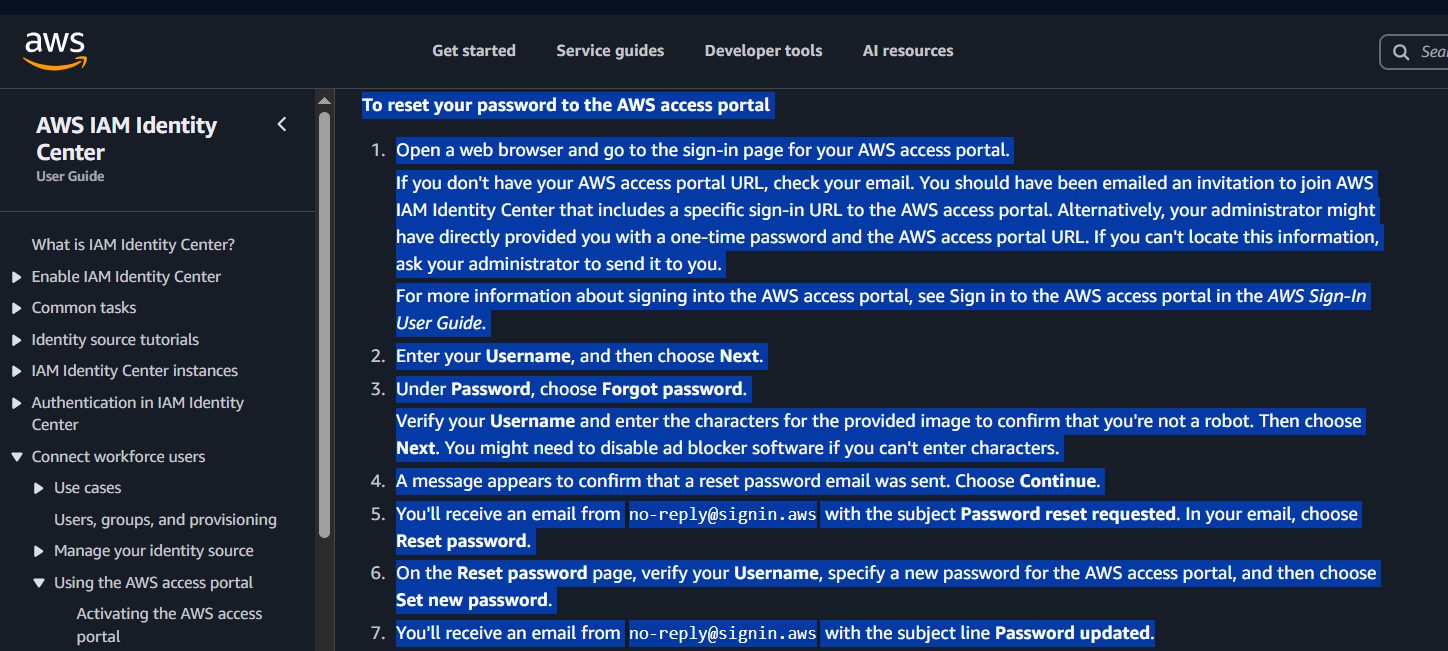 aws
Get started
Service guides
Developer tools
AI resources
AWS IAM Identity
Center
User Guide
What is IAM Identity Center?
Enable IAM Identity Center
Common tasks
Identity source tutorials
IAM Identity Center instances
Authentication in IAM Identity
Center
Connect workforce users
Use cases
Users, groups, and provisioning
Manage your identity source
Using the AWS access portal
Activating the AWS access
portal
To reset your password to the AWS access portal
1. Open a web browser and go to the sign-in page for your AWS access portal.
If you don't have your AWS access portal URL, check your email. You should have been emailed an invitation to join AWS
IAM Identity Center that includes a specific sign-in URL to the AWS access portal. Alternatively, your administrator might
have directly provided you with a one-time password and the AWS access portal URL. If you can't locate this information,
ask your administrator to send it to you.
For more information about signing into the AWS access portal, see Sign in to the AWS access portal in the AWS Sign-In
User Guide.
2. Enter your Username, and then choose Next.
3. Under Password, choose Forgot password.
Verify your Username and enter the characters for the provided image to confirm that you're not a robot. Then choose
Next. You might need to disable ad blocker software if you can't enter characters.
4. A message appears to confirm that a reset password email was sent. Choose Continue.
5. You'll receive an email from no-reply@signin.aws with the subject Password reset requested. In your email, choose
Reset password.
6. On the Reset password page, verify your Username, specify a new password for the AWS access portal, and then choose
Set new password.
7. You'll receive an email from no-reply@signin.aws with the subject line Password updated.